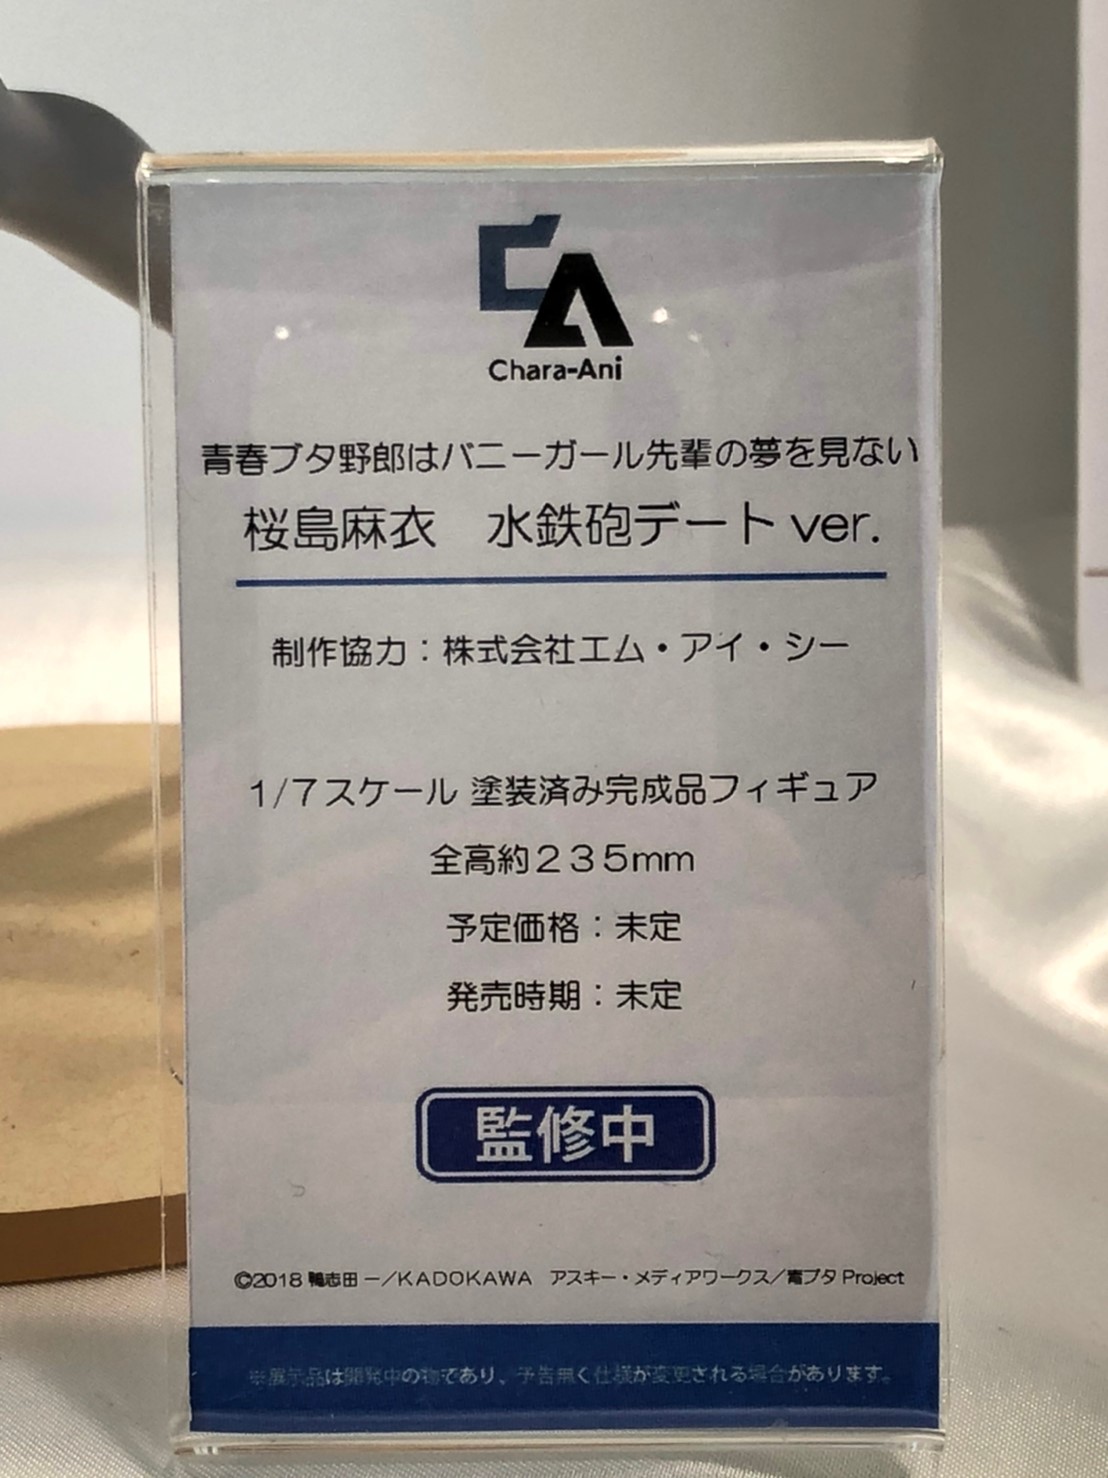 CA
Chara-Ani
青春ブタ野郎はバニーガール先輩の夢を見ない
桜島麻衣　水鉄砲デート ver.
制作協力：株式会社エム・アイ・シー
1/7スケール 塗装済み完成品フィギュア
全高約２３５mm
予定価格：未定
発売時期：未定
監修中
©2018 鴨志田 一／KADOKAWA　アスキー・メディアワークス／青ブタ Project
※展示品は開発中の物であり、予告無く仕様が変更される場合があります。